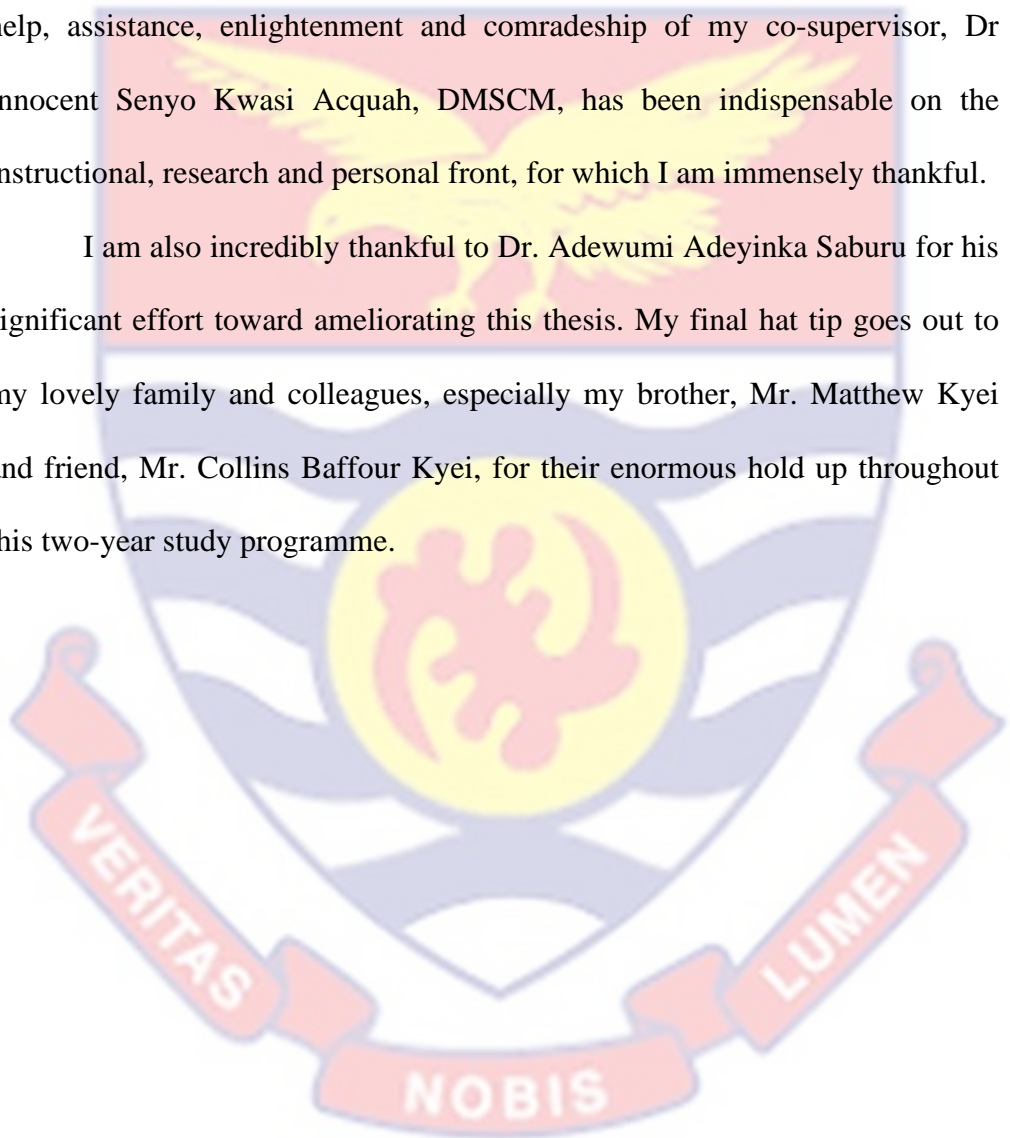 help, assistance, enlightenment and comradeship of my co-supervisor, Dr
Innocent Senyo Kwasi Acquah, DMSCM, has been indispensable on the
instructional, research and personal front, for which I am immensely thankful.
I am also incredibly thankful to Dr. Adewumi Adeyinka Saburu for his
significant effort toward ameliorating this thesis. My final hat tip goes out to
my lovely family and colleagues, especially my brother, Mr. Matthew Kyei
and friend, Mr. Collins Baffour Kyei, for their enormous hold up throughout
this two-year study programme.
VERITAS
NOBIS
LUMEN